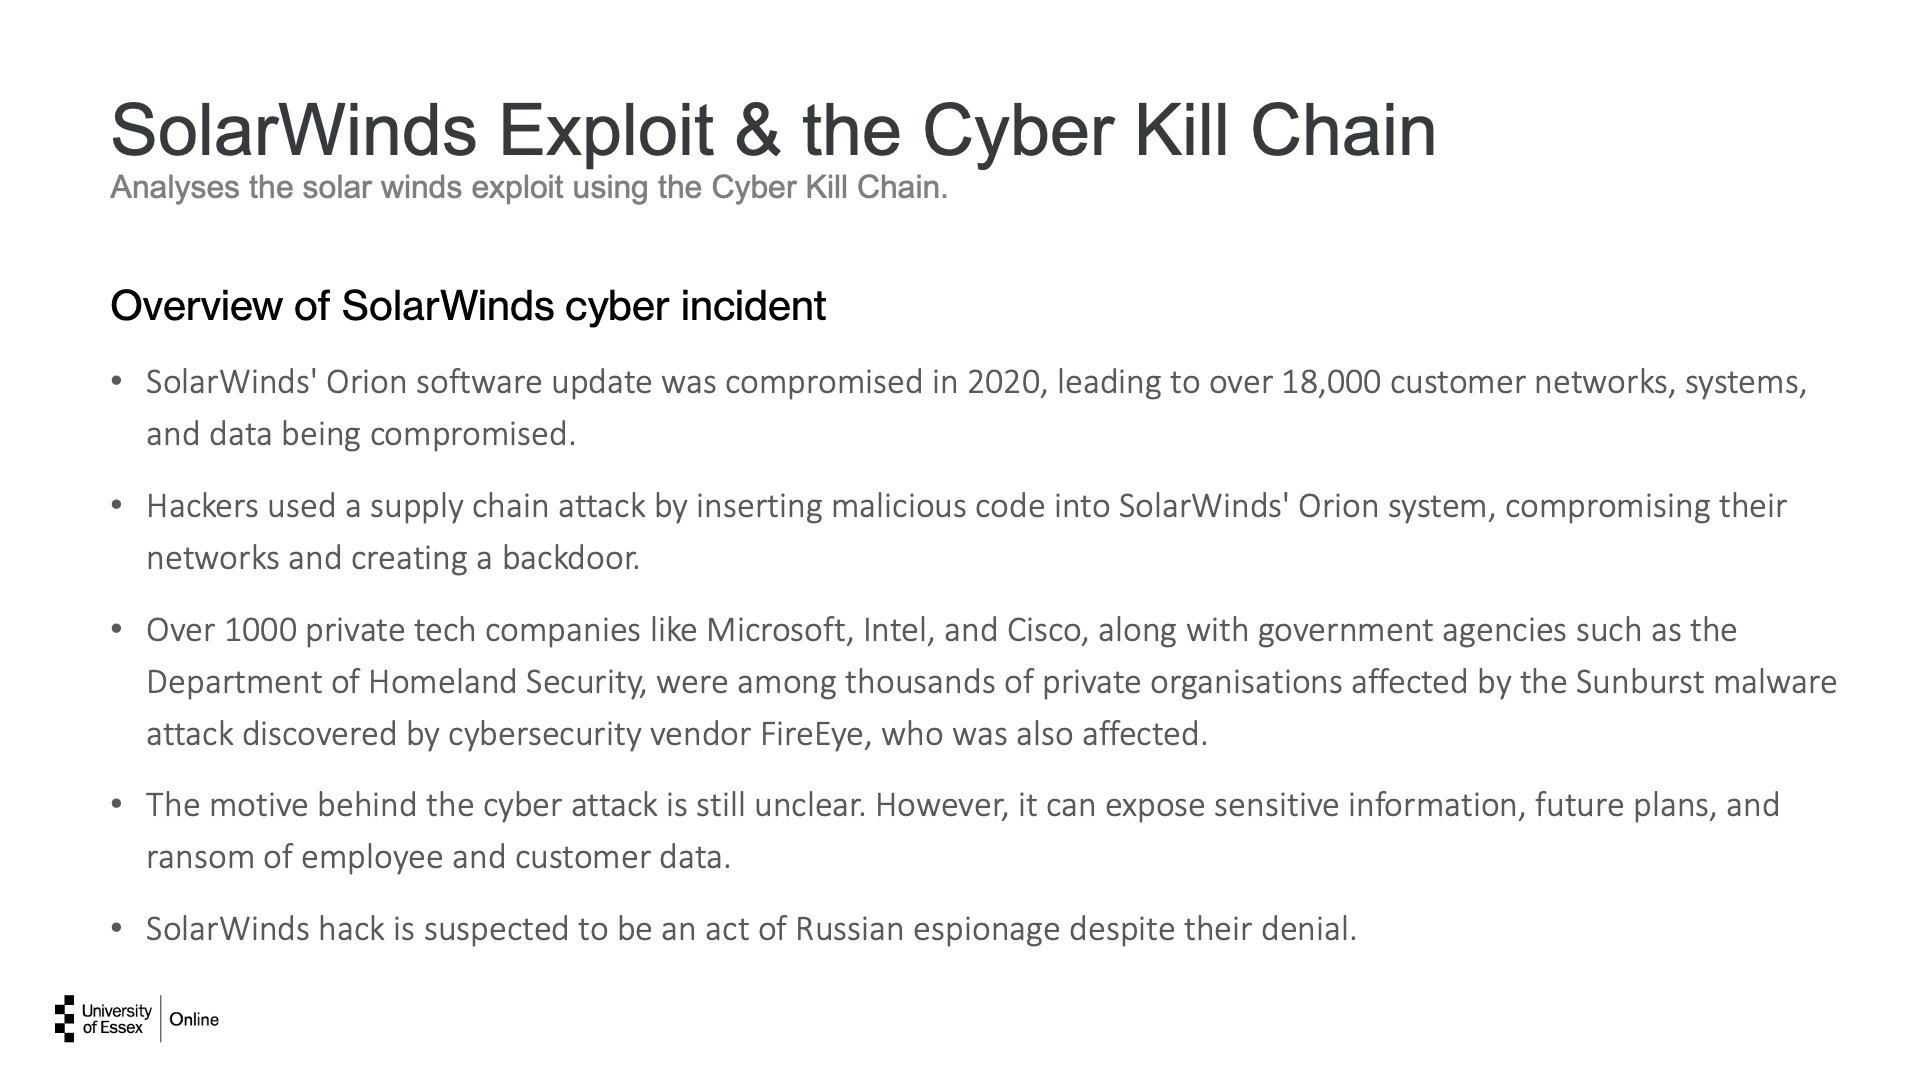 SolarWinds Exploit & the Cyber Kill Chain
Analyses the solar winds exploit using the Cyber Kill Chain.
Overview of SolarWinds cyber incident
• SolarWinds' Orion software update was compromised in 2020, leading to over 18,000 customer networks, systems,
and data being compromised.
• Hackers used a supply chain attack by inserting malicious code into SolarWinds' Orion system, compromising their
networks and creating a backdoor.
• Over 1000 private tech companies like Microsoft, Intel, and Cisco, along with government agencies such as the
Department of Homeland Security, were among thousands of private organisations affected by the Sunburst malware
attack discovered by cybersecurity vendor FireEye, who was also affected.
• The motive behind the cyber attack is still unclear. However, it can expose sensitive information, future plans, and
ransom of employee and customer data.
• SolarWinds hack is suspected to be an act of Russian espionage despite their denial.
University
of Essex
Online